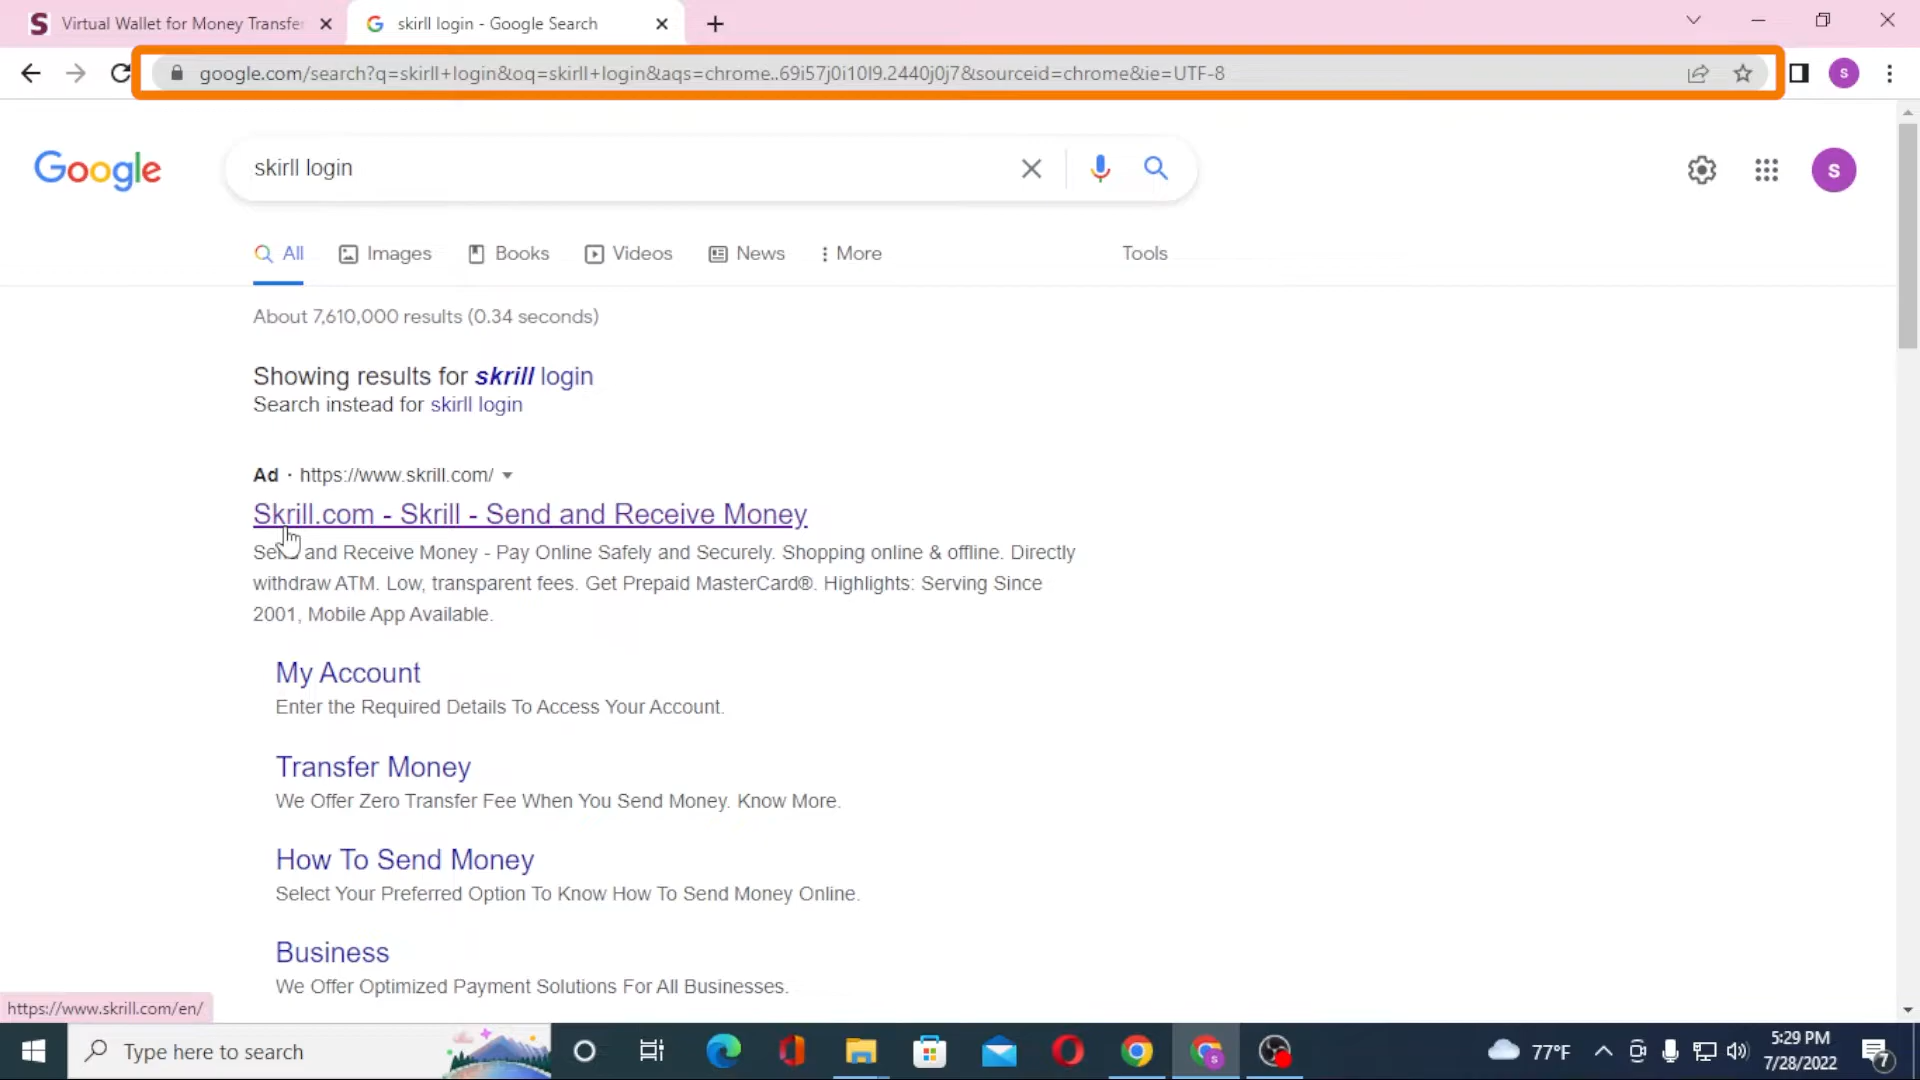 Virtual Wallet for Money Transfe
skirll login - Google Search
google.com/search?q=skirll+login&oq=skirll+login&aqs=chrome..69i57j0i10l9.2440j0j7&sourceid=chrome&ie=UTF-8
s
Google
skirll login
s
All
Images
Books
Videos
News
More
Tools
About 7,610,000 results (0.34 seconds)
Showing results for skrill login
Search instead for skirll login
Ad · https://www.skrill.com/
Skrill.com - Skrill - Send and Receive Money
Send and Receive Money - Pay Online Safely and Securely. Shopping online & offline. Directly
withdraw ATM. Low, transparent fees. Get Prepaid MasterCard®. Highlights: Serving Since
2001, Mobile App Available.
My Account
Enter the Required Details To Access Your Account.
Transfer Money
We Offer Zero Transfer Fee When You Send Money. Know More.
How To Send Money
Select Your Preferred Option To Know How To Send Money Online.
Business
We Offer Optimized Payment Solutions For All Businesses.
https://www.skrill.com/en/
Type here to search
77°F
5:29 PM
7/28/2022
7